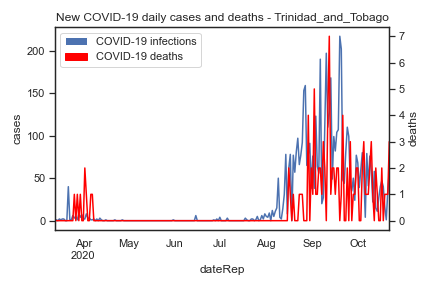 New COVID-19 daily cases and deaths - Trinidad_and_Tobago
COVID-19 infections
COVID-19 deaths
cases
200
150
100
50
0
deaths
7
6
5
4
3
2
1
0
Apr May Jun Jul Aug Sep Oct
2020
dateRep